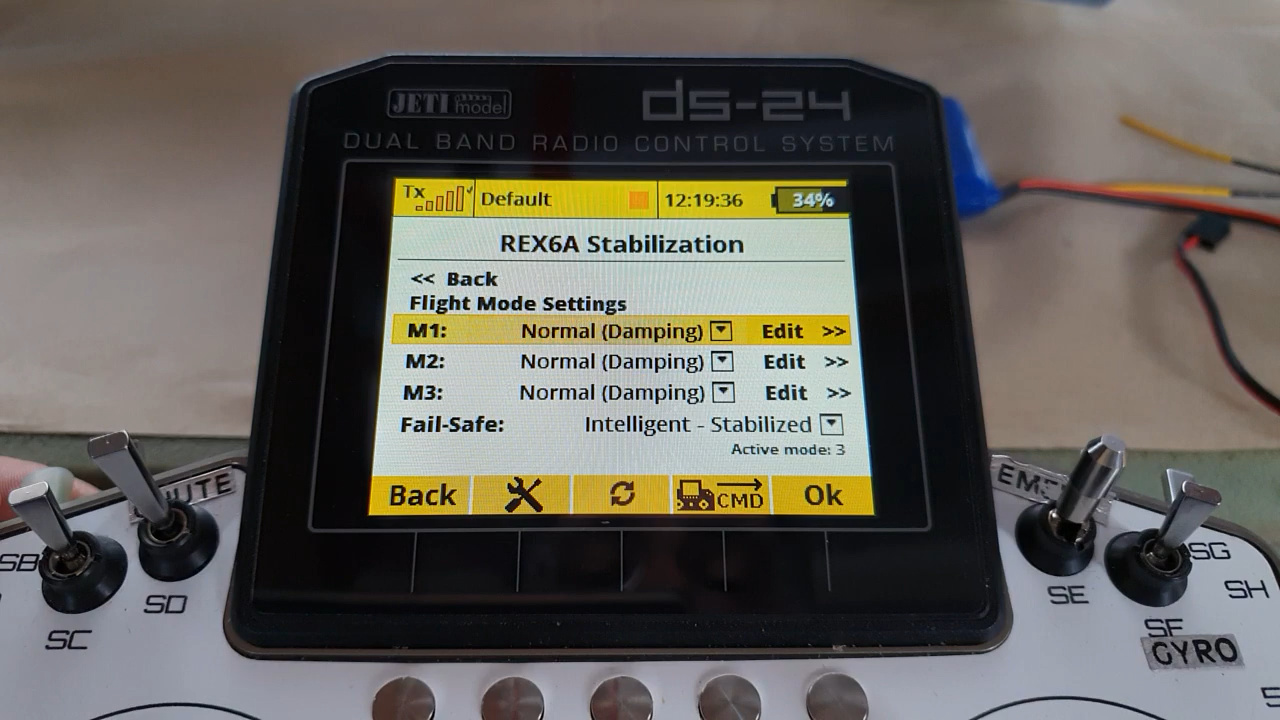 JETI model
ds-24
DUAL BAND RADIO CONTROL SYSTEM
Tx Default 12:19:36 34%
REX6A Stabilization
<< Back
Flight Mode Settings
M1: Normal (Damping) Edit >>
M2: Normal (Damping) Edit >>
M3: Normal (Damping) Edit >>
Fail-Safe: Intelligent - Stabilized
Active mode: 3
Back CMD Ok
SB
SD
SC
SE
SG
SH
SF
GYRO